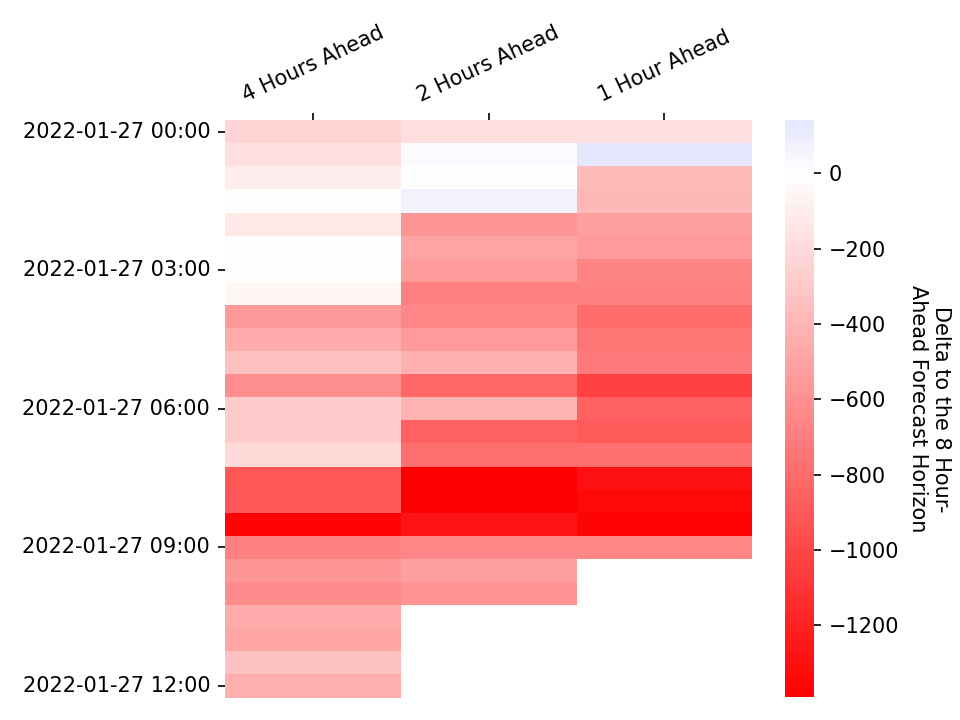 4 Hours Ahead
2 Hours Ahead
1 Hour Ahead
2022-01-27 00:00
2022-01-27 03:00
2022-01-27 06:00
2022-01-27 09:00
2022-01-27 12:00
0
−200
−400
−600
−800
−1000
−1200
Delta to the 8 Hour-
Ahead Forecast Horizon